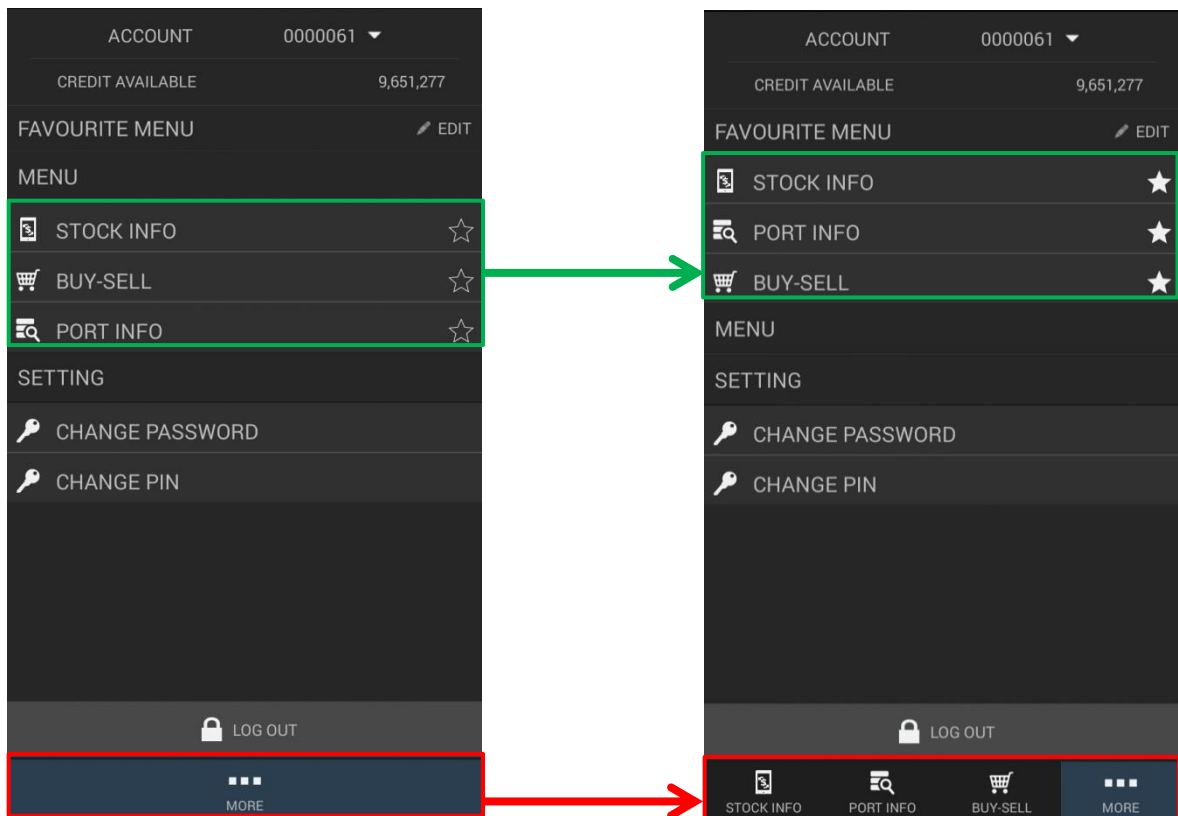 ACCOUNT 0000061
CREDIT AVAILABLE 9,651,277
FAVOURITE MENU EDIT
MENU
STOCK INFO
BUY-SELL
PORT INFO
SETTING
CHANGE PASSWORD
CHANGE PIN
LOG OUT
MORE
ACCOUNT 0000061
CREDIT AVAILABLE 9,651,277
FAVOURITE MENU EDIT
STOCK INFO
PORT INFO
BUY-SELL
MENU
SETTING
CHANGE PASSWORD
CHANGE PIN
LOG OUT
STOCK INFO PORT INFO BUY-SELL MORE